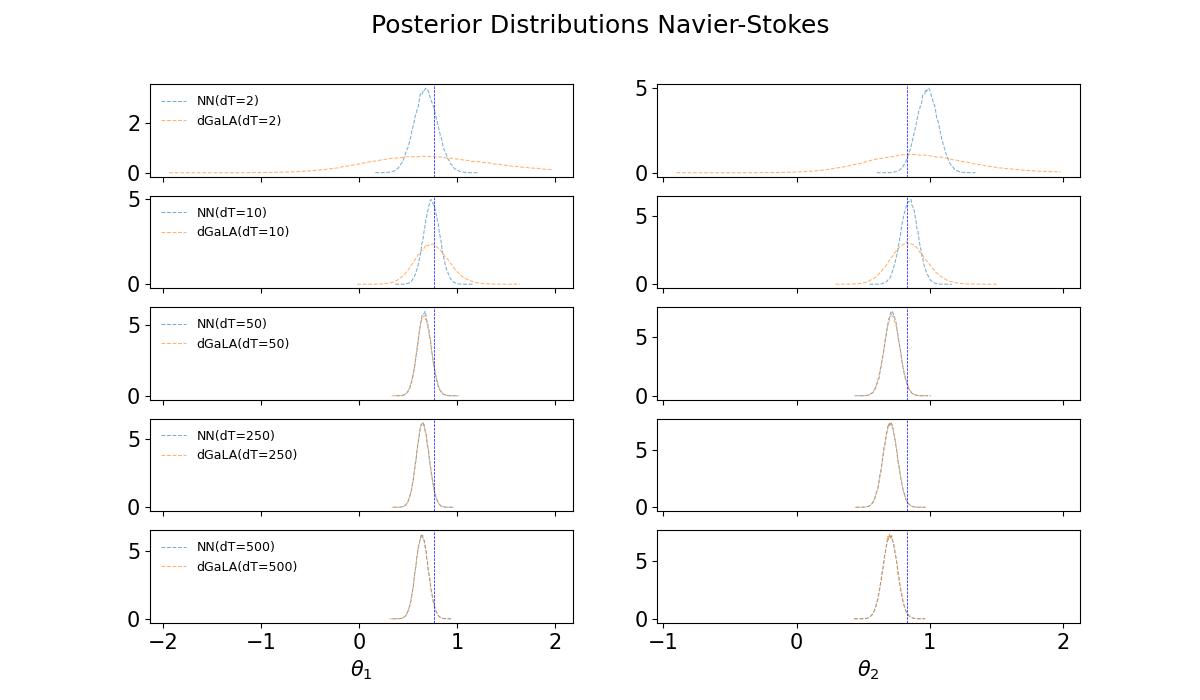 Posterior Distributions Navier-Stokes
NN(dT=2)
dGaLA(dT=2)
2
0
5
0
NN(dT=10)
dGaLA(dT=10)
5
0
5
0
NN(dT=50)
dGaLA(dT=50)
5
0
5
0
NN(dT=250)
dGaLA(dT=250)
5
0
5
0
NN(dT=500)
dGaLA(dT=500)
5
0
5
0
−2 −1 0 1 2
−1 0 1 2
θ1
θ2